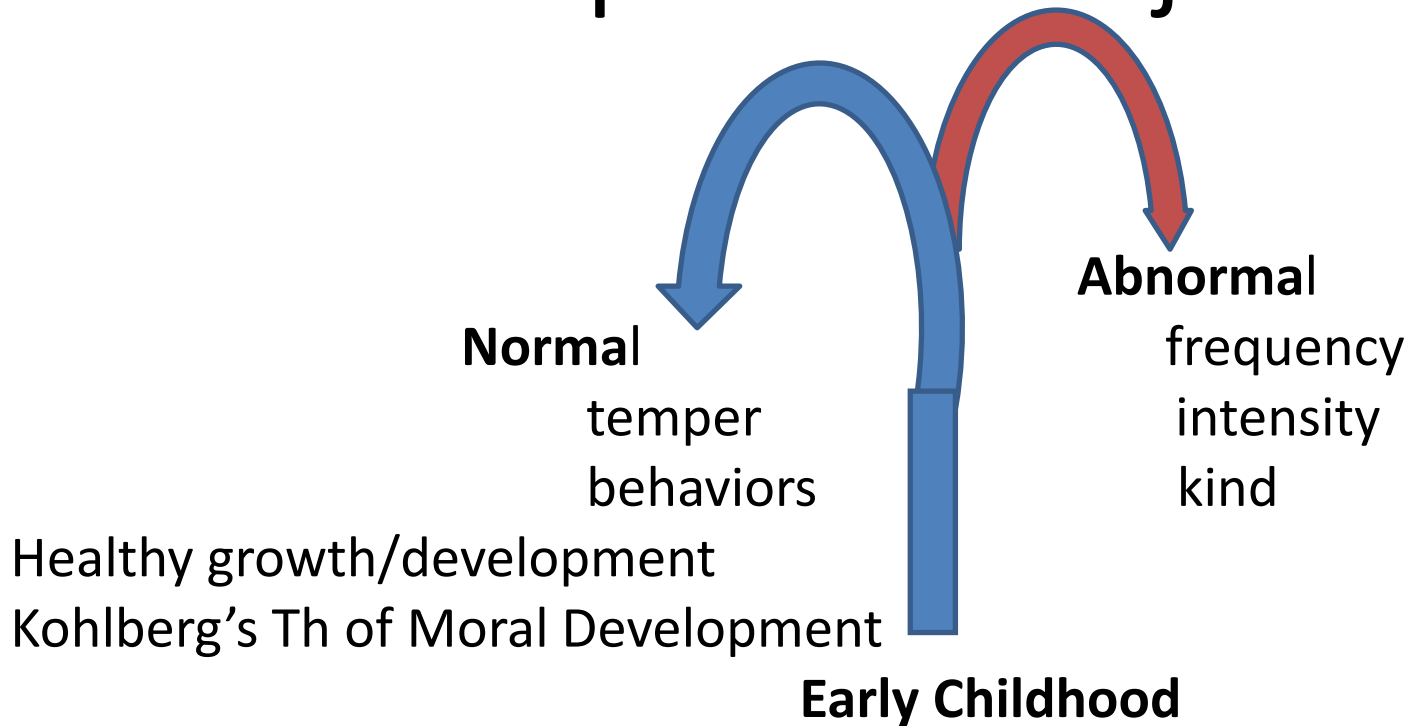 Abnormal
Normal
frequency
temper
intensity
behaviors
kind
Healthy growth/development
Kohlberg’s Th of Moral Development
Early Childhood